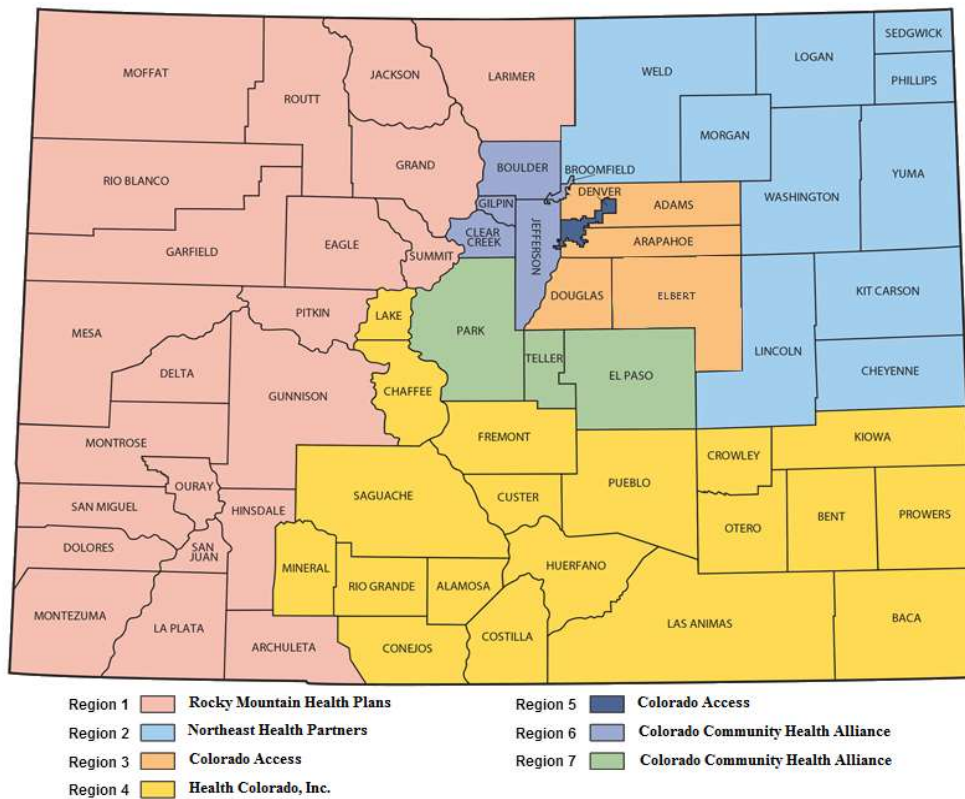 SEDGWICK
LOGAN
MOFFAT
JACKSON
LARIMER
WELD
PHILLIPS
ROUTT
MORGAN
GRAND
BOULDER
BROOMFIELD
YUMA
RIO BLANCO
WASHINGTON
GILPIN
DENVER
ADAMS
CLEAR
CREEK
JEFFERSON
EAGLE
GARFIELD
SUMMIT
ARAPAHOE
DOUGLAS
ELBERT
KIT CARSON
PITKIN
LAKE
MESA
PARK
LINCOLN
TELLER
DELTA
EL PASO
CHEYENNE
GUNNISON
CHAFFEE
MONTROSE
FREMONT
KIOWA
CROWLEY
OURAY
PUEBLO
SAGUACHE
CUSTER
SAN MIGUEL
HINSDALE
OTERO
BENT
PROWERS
DOLORES
SAN
JUAN
MINERAL
HUERFANO
RIO GRANDE
ALAMOSA
MONTEZUMA
LA PLATA
BACA
LAS ANIMAS
COSTILLA
ARCHULETA
CONEJOS
Region 1 Rocky Mountain Health Plans
Region 2 Northeast Health Partners
Region 3 Colorado Access
Region 4 Health Colorado, Inc.
Region 5 Colorado Access
Region 6 Colorado Community Health Alliance
Region 7 Colorado Community Health Alliance